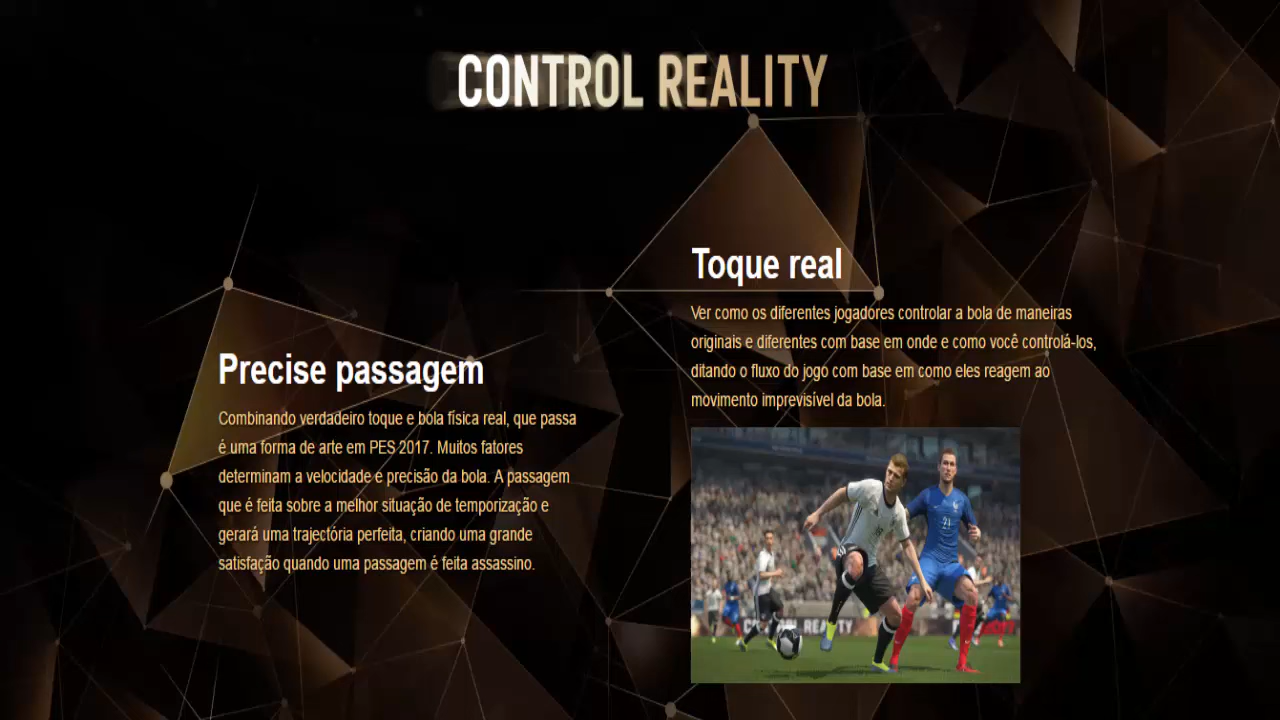 CONTROL REALITY
Precise passagem
Combinando verdadeiro toque e bola física real, que passa
é uma forma de arte em PES 2017. Muitos fatores
determinam a velocidade e precisão da bola. A passagem
que é feita sobre a melhor situação de temporização e
gerará uma trajectória perfeita, criando uma grande
satisfação quando uma passagem é feita assassino.
Toque real
Ver como os diferentes jogadores controlar a bola de maneiras
originais e diferentes com base em onde e como você controlá-los,
ditando o fluxo do jogo com base em como eles reagem ao
movimento imprevisível da bola.
21
REALITY